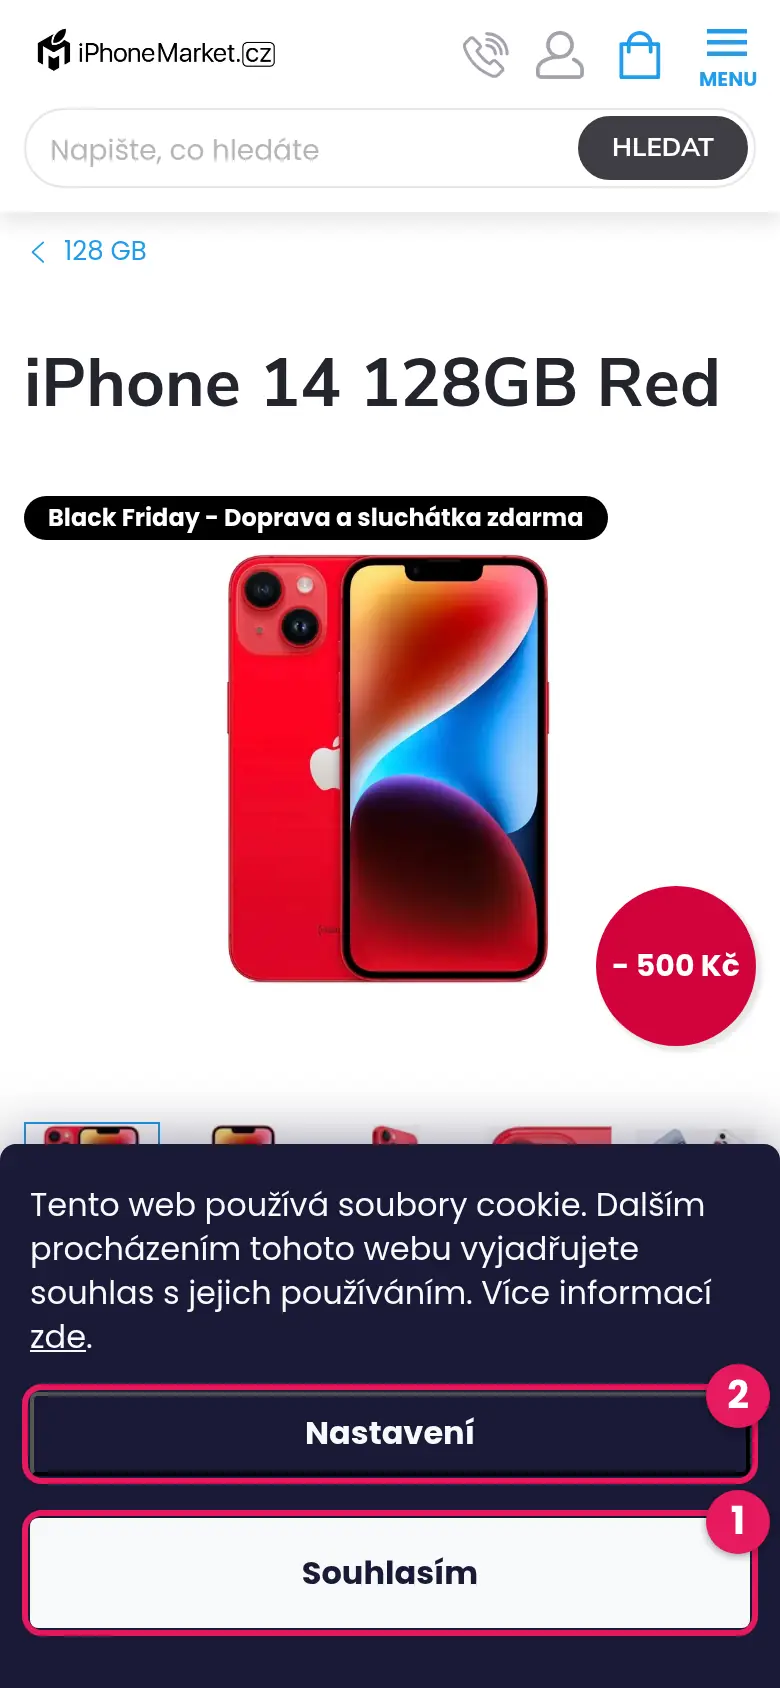 iPhoneMarket.cz
MENU
Napište, co hledáte
HLEDAT
128 GB
iPhone 14 128GB Red
Black Friday - Doprava a sluchátka zdarma
- 500 Kč
Tento web používá soubory cookie. Dalším
procházením tohoto webu vyjadřujete
souhlas s jejich používáním. Více informací
zde.
2
Nastavení
1
Souhlasím